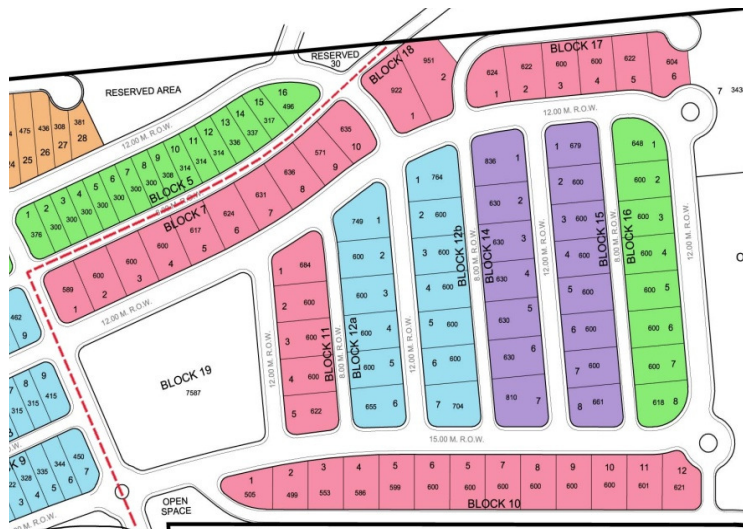 RESERVED
30
RESERVED AREA
12.00 M. R.O.W.
475 436 308 381
25 26 27 28
BLOCK 18
922 951
1 2
BLOCK 17
624 622 600 600 622 604
1 2 3 4 5 6
7 343
12.00 M. R.O.W.
BLOCK 5
1 2 3 4 5 6 7 8 9 10 11 12 13 14 15 16
376 300 300 300 300 300 300 300 308 314 314 314 336 337 317 496
BLOCK 7
589 600 600 600 617 624 631 636 571 635
1 2 3 4 5 6 7 8 9 10
12.00 M. R.O.W.
BLOCK 19
7587
12.00 M. R.O.W.
12.00 M. R.O.W.
BLOCK 11
1 684
2 600
3 600
4 600
5 622
8.00 M. R.O.W.
BLOCK 12a
749 1
600 2
600 3
600 4
600 5
655 6
12.00 M. R.O.W.
BLOCK 12b
1 764
2 600
3 600
4 600
5 600
6 600
7 704
8.00 M. R.O.W.
BLOCK 14
836 1
630 2
630 3
630 4
630 5
630 6
810 7
12.00 M. R.O.W.
BLOCK 15
1 679
2 600
3 600
4 600
5 600
6 600
7 600
8 661
8.00 M. R.O.W.
BLOCK 16
648 1
600 2
600 3
600 4
600 5
600 6
600 7
618 8
12.00 M. R.O.W.
15.00 M. R.O.W.
BLOCK 10
1 2 3 4 5 6 7 8 9 10 11 12
505 499 553 586 599 600 600 600 600 600 601 621
462
9
7 8 9
315 315 415
K 9
328 335 344 450
3 4 5 6 7
OPEN
SPACE